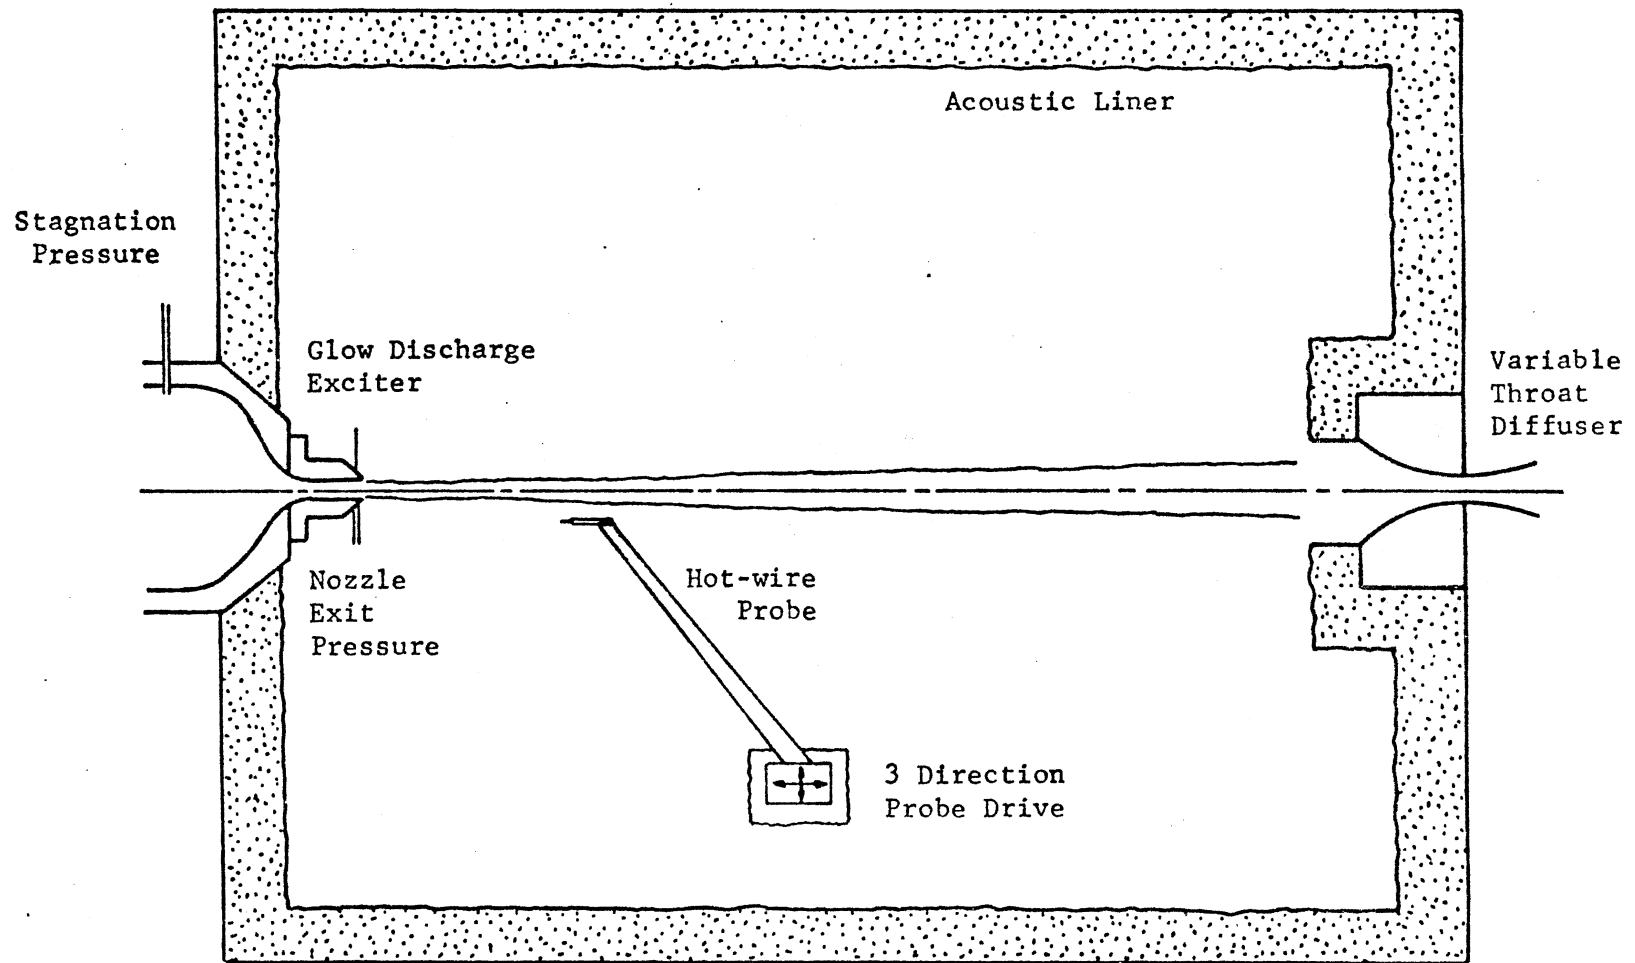 Acoustic Liner
Stagnation
Pressure
Glow Discharge
Exciter
Variable
Throat
Diffuser
Nozzle
Exit
Pressure
Hot-wire
Probe
3 Direction
Probe Drive